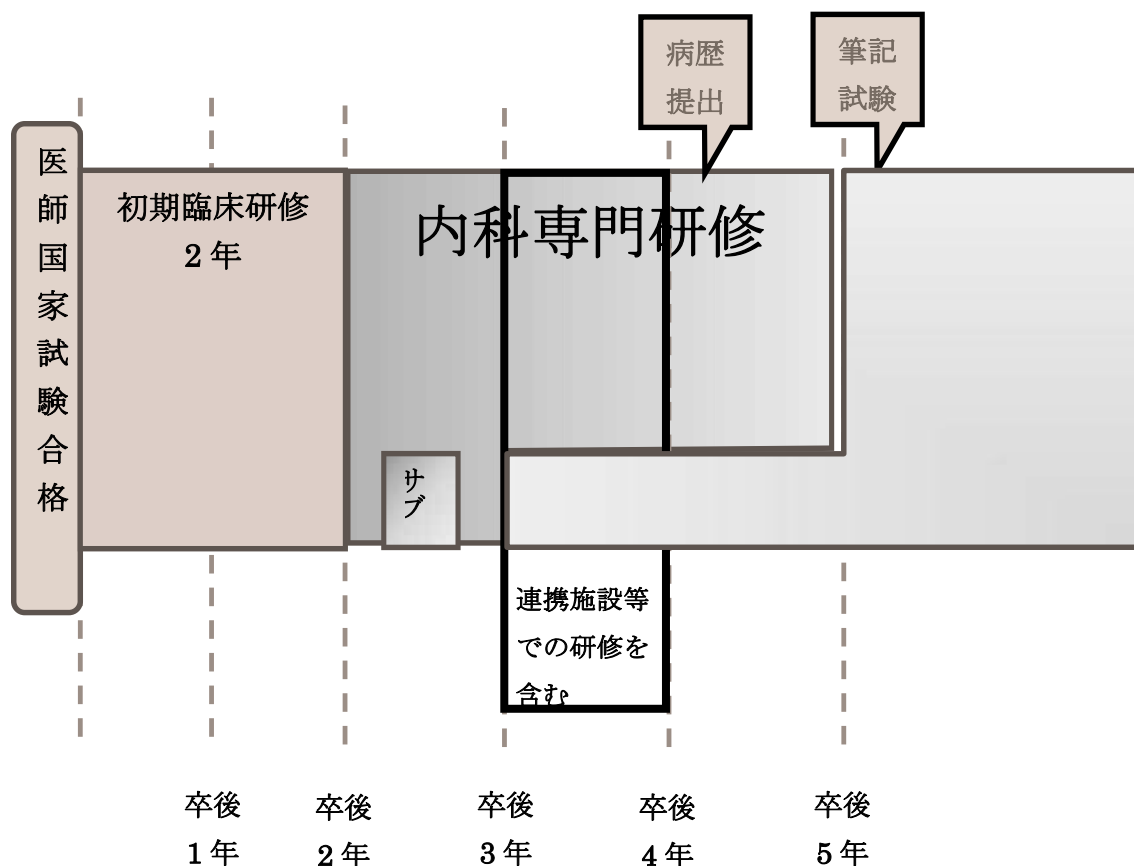 病歴
提出
筆記
試験
医師国家試験合格
初期臨床研修
2年
内科専門研修
サブ
連携施設等
での研修を
含む
卒後
1年
卒後
2年
卒後
3年
卒後
4年
卒後
5年